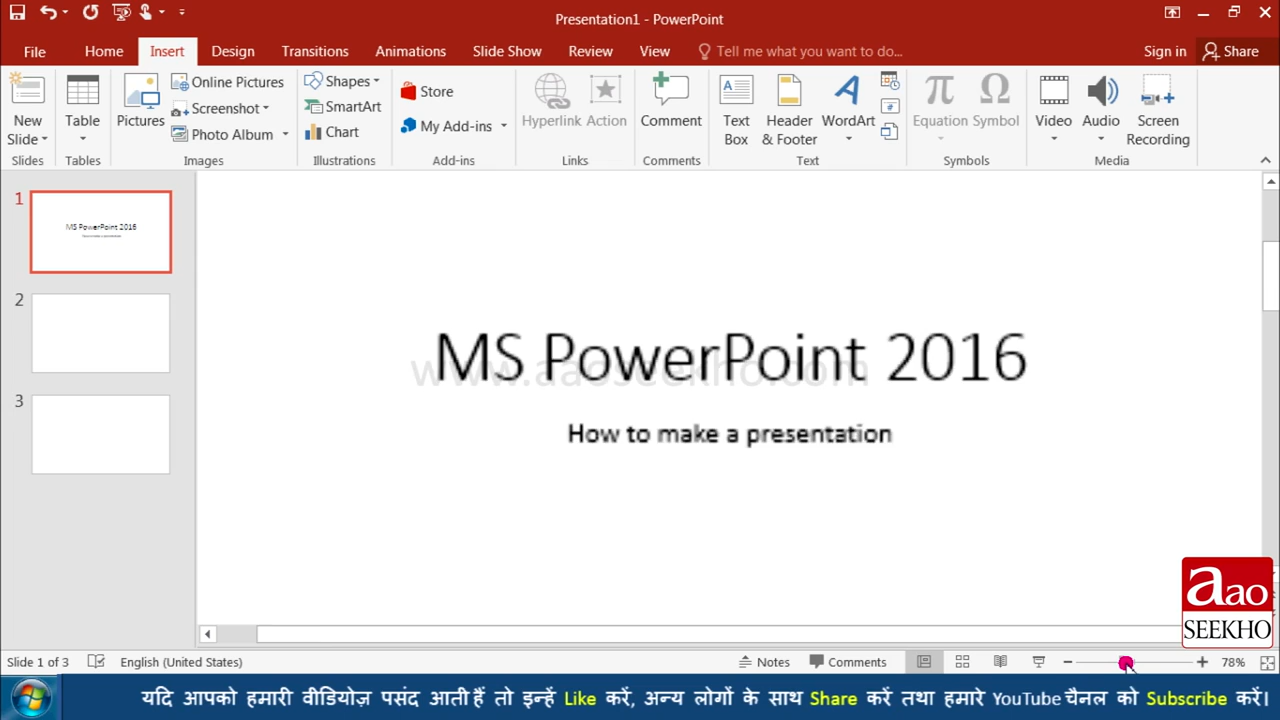 Presentation1 - PowerPoint
File Home Insert Design Transitions Animations Slide Show Review View Tell me what you want to do... Sign in Share
New Slide
Table
Pictures
Online Pictures
Screenshot
Photo Album
Shapes
SmartArt
Chart
Store
My Add-ins
Hyperlink
Action
Comment
Text Box
Header & Footer
WordArt
Equation
Symbol
Video
Audio
Screen Recording
Slides Tables Images Illustrations Add-ins Links Comments Text Symbols Media
1
MS PowerPoint 2016
2
3
MS PowerPoint 2016
www.aaoseekho.com
How to make a presentation
aao
SEEKHO
Slide 1 of 3 English (United States) Notes Comments 78%
यदि आपको हमारी वीडियोज़ पसंद आती हैं तो इन्हें Like करें, अन्य लोगों के साथ Share करें तथा हमारे YouTube चैनल को Subscribe करें।